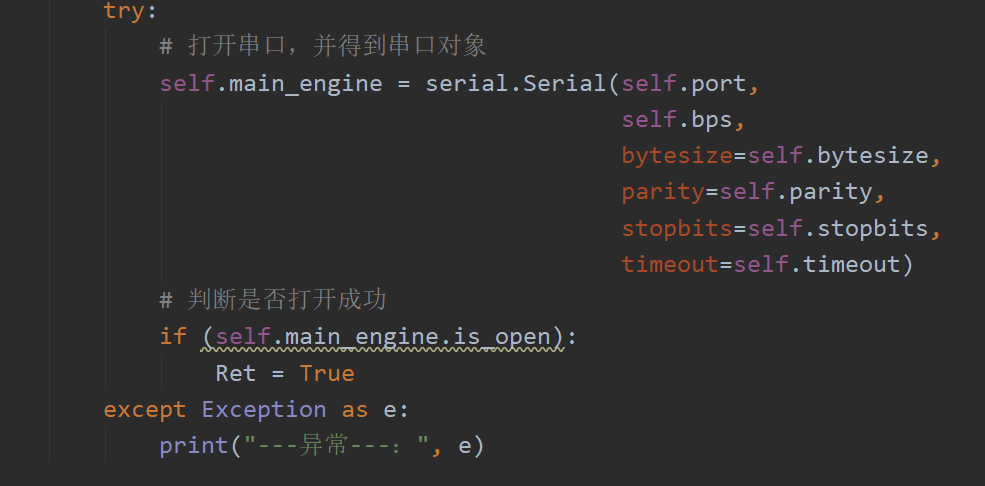 try:
# 打开串口，并得到串口对象
self.main_engine = serial.Serial(self.port,
self.bps,
bytesize=self.bytesize,
parity=self.parity,
stopbits=self.stopbits,
timeout=self.timeout)
# 判断是否打开成功
if (self.main_engine.is_open):
Ret = True
except Exception as e:
print("---异常---：", e)